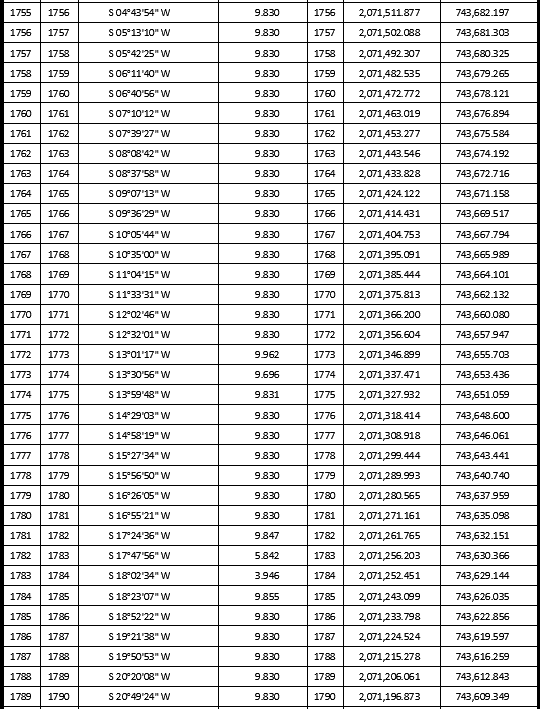 1755 1756 S 04°43'54" W 9.830 1756 2,071,511.877 743,682.197
1756 1757 S 05°13'10" W 9.830 1757 2,071,502.088 743,681.303
1757 1758 S 05°42'25" W 9.830 1758 2,071,492.307 743,680.325
1758 1759 S 06°11'40" W 9.830 1759 2,071,482.535 743,679.265
1759 1760 S 06°40'56" W 9.830 1760 2,071,472.772 743,678.121
1760 1761 S 07°10'12" W 9.830 1761 2,071,463.019 743,676.894
1761 1762 S 07°39'27" W 9.830 1762 2,071,453.277 743,675.584
1762 1763 S 08°08'42" W 9.830 1763 2,071,443.546 743,674.192
1763 1764 S 08°37'58" W 9.830 1764 2,071,433.828 743,672.716
1764 1765 S 09°07'13" W 9.830 1765 2,071,424.122 743,671.158
1765 1766 S 09°36'29" W 9.830 1766 2,071,414.431 743,669.517
1766 1767 S 10°05'44" W 9.830 1767 2,071,404.753 743,667.794
1767 1768 S 10°35'00" W 9.830 1768 2,071,395.091 743,665.989
1768 1769 S 11°04'15" W 9.830 1769 2,071,385.444 743,664.101
1769 1770 S 11°33'31" W 9.830 1770 2,071,375.813 743,662.132
1770 1771 S 12°02'46" W 9.830 1771 2,071,366.200 743,660.080
1771 1772 S 12°32'01" W 9.830 1772 2,071,356.604 743,657.947
1772 1773 S 13°01'17" W 9.962 1773 2,071,346.899 743,655.703
1773 1774 S 13°30'56" W 9.696 1774 2,071,337.471 743,653.436
1774 1775 S 13°59'48" W 9.831 1775 2,071,327.932 743,651.059
1775 1776 S 14°29'03" W 9.830 1776 2,071,318.414 743,648.600
1776 1777 S 14°58'19" W 9.830 1777 2,071,308.918 743,646.061
1777 1778 S 15°27'34" W 9.830 1778 2,071,299.444 743,643.441
1778 1779 S 15°56'50" W 9.830 1779 2,071,289.993 743,640.740
1779 1780 S 16°26'05" W 9.830 1780 2,071,280.565 743,637.959
1780 1781 S 16°55'21" W 9.830 1781 2,071,271.161 743,635.098
1781 1782 S 17°24'36" W 9.847 1782 2,071,261.765 743,632.151
1782 1783 S 17°47'56" W 5.842 1783 2,071,256.203 743,630.366
1783 1784 S 18°02'34" W 3.946 1784 2,071,252.451 743,629.144
1784 1785 S 18°23'07" W 9.855 1785 2,071,243.099 743,626.035
1785 1786 S 18°52'22" W 9.830 1786 2,071,233.798 743,622.856
1786 1787 S 19°21'38" W 9.830 1787 2,071,224.524 743,619.597
1787 1788 S 19°50'53" W 9.830 1788 2,071,215.278 743,616.259
1788 1789 S 20°20'08" W 9.830 1789 2,071,206.061 743,612.843
1789 1790 S 20°49'24" W 9.830 1790 2,071,196.873 743,609.349